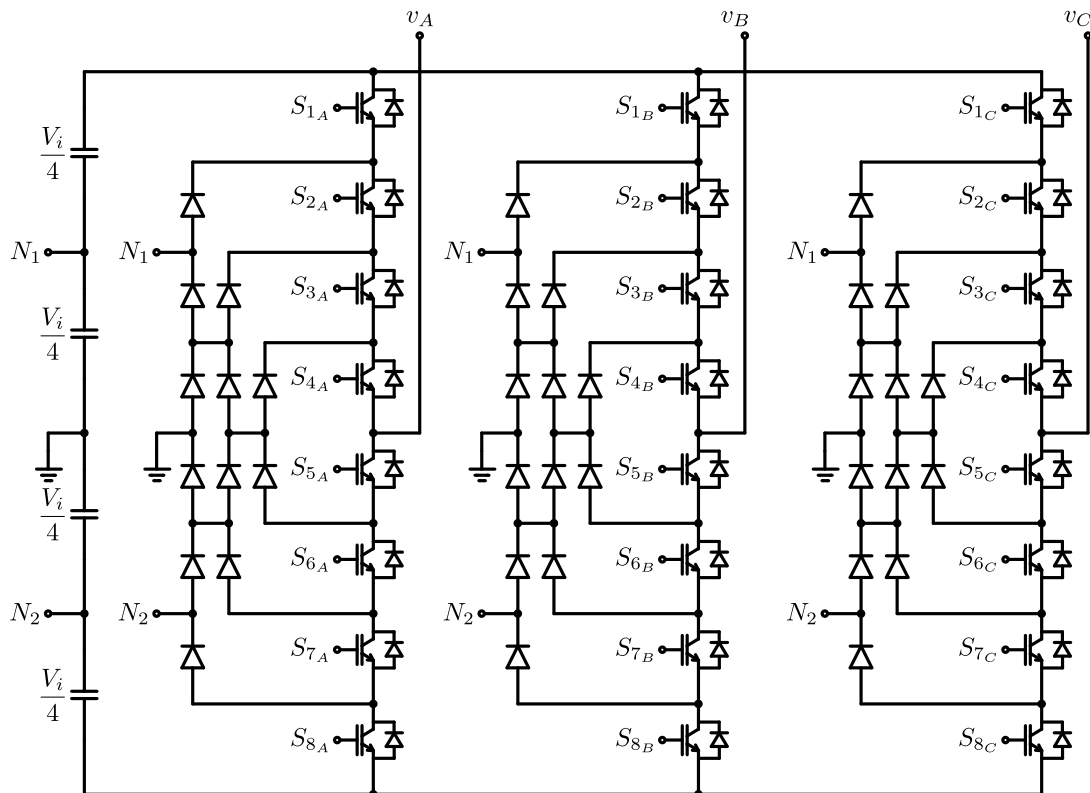 v_A v_B v_C
S_{1_A} S_{1_B} S_{1_C}
V_i/4
S_{2_A} S_{2_B} S_{2_C}
N_1 N_1 N_1 N_1
S_{3_A} S_{3_B} S_{3_C}
V_i/4
S_{4_A} S_{4_B} S_{4_C}
S_{5_A} S_{5_B} S_{5_C}
V_i/4
S_{6_A} S_{6_B} S_{6_C}
N_2 N_2 N_2 N_2
S_{7_A} S_{7_B} S_{7_C}
V_i/4
S_{8_A} S_{8_B} S_{8_C}